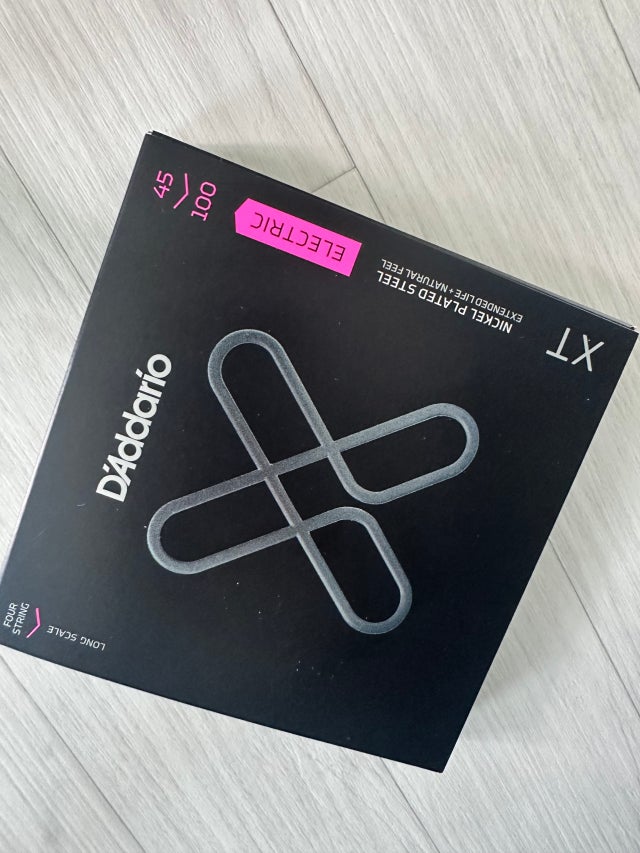 XT
NICKEL PLATED STEEL
EXTENDED LIFE + NATURAL FEEL
ELECTRIC
45
100
D'Addario
FOUR
STRING
LONG SCALE